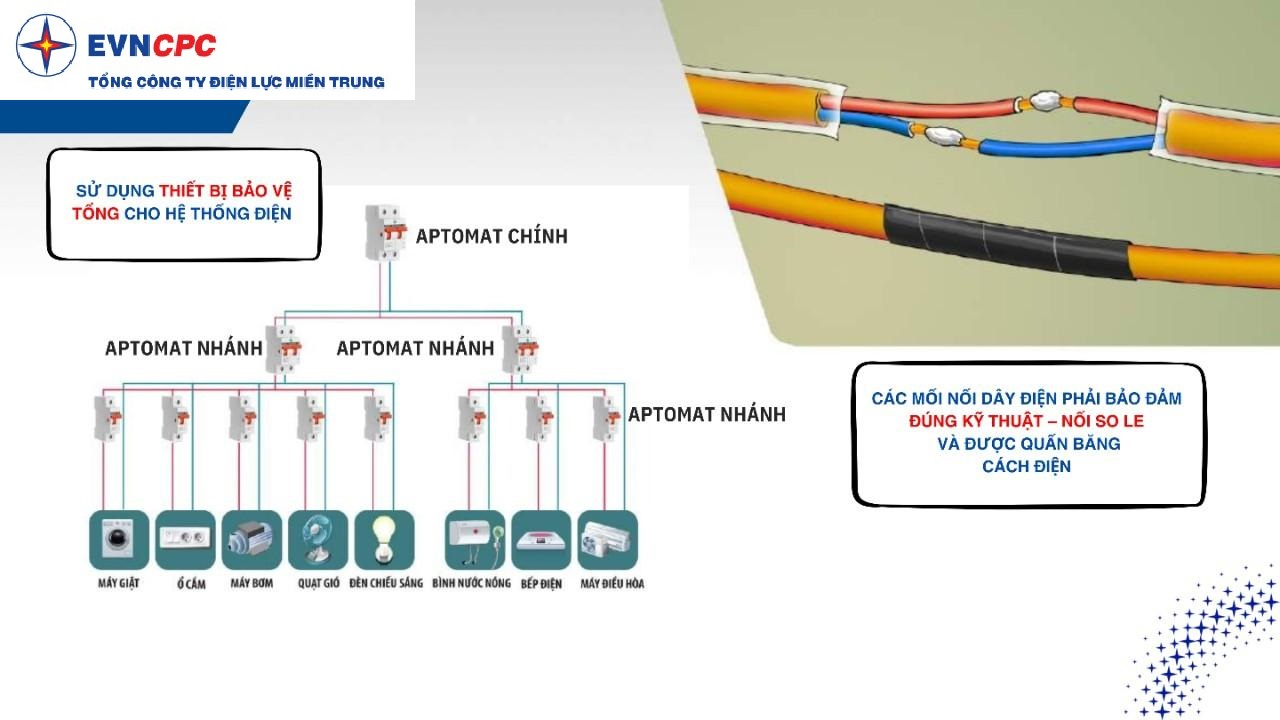 EVNCPC
TỔNG CÔNG TY ĐIỆN LỰC MIỀN TRUNG
SỬ DỤNG THIẾT BỊ BẢO VỆ
TỔNG CHO HỆ THỐNG ĐIỆN
APTOMAT CHÍNH
APTOMAT NHÁNH
APTOMAT NHÁNH
APTOMAT NHÁNH
MÁY GIẶT
Ổ CẮM
MÁY BƠM
QUẠT GIÓ
ĐÈN CHIẾU SÁNG
BÌNH NƯỚC NÓNG
BẾP ĐIỆN
MÁY ĐIỀU HÒA
CÁC MỐI NỐI DÂY ĐIỆN PHẢI BẢO ĐẢM
ĐÚNG KỸ THUẬT – NỐI SO LE
VÀ ĐƯỢC QUẤN BĂNG
CÁCH ĐIỆN